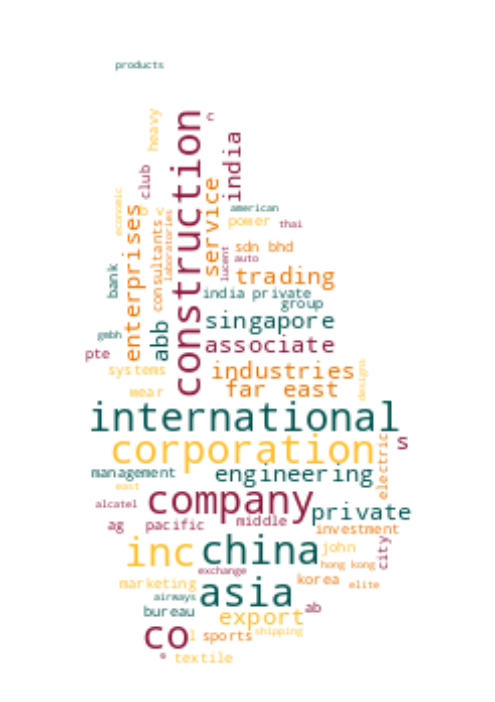 products
c
heavy
construction
india
club
service
economic
enterprises
american
o
v
consultants
laboratories
power
thai
sdn bhd
lucent
auto
bank
trading
india private
group
singapore
abb
gmbh
associate
pte
systems
industries
designs
wear
far east
international
corporation
s
electric
management
engineering
east
company
alcatel
private
ag
pacific
middle
investment
inc
china
john
city
hong kong
exchange
korea
elite
marketing
asia
airways
ab
bureau
export
co
l
sports
shipping
e
textile